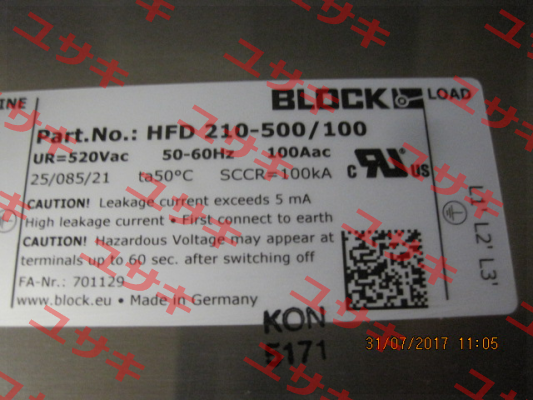 INE
BLOCK
LOAD
Part.No.: HFD 210-500/100
UR=520Vac 50-60Hz 100Aac
25/085/21 ta50°C SCCR=100kA
c RU US
CAUTION! Leakage current exceeds 5 mA
High leakage current • First connect to earth
CAUTION! Hazardous Voltage may appear at
terminals up to 60 sec. after switching off
FA-Nr.: 701129
www.block.eu • Made in Germany
L1' L2' L3'
KON
5171
31/07/2017 11:05
ユサキ